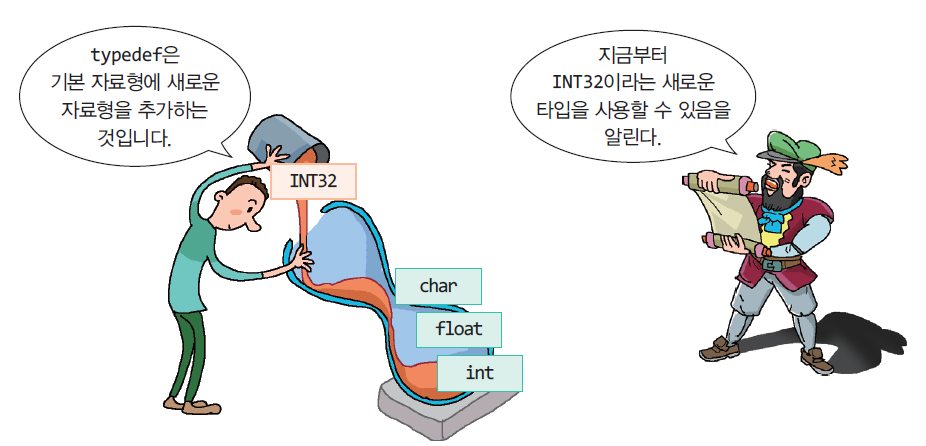 typedef은
기본 자료형에 새로운
자료형을 추가하는
것입니다.
지금부터
INT32이라는 새로운
타입을 사용할 수 있음을
알린다.
INT32
char
float
int